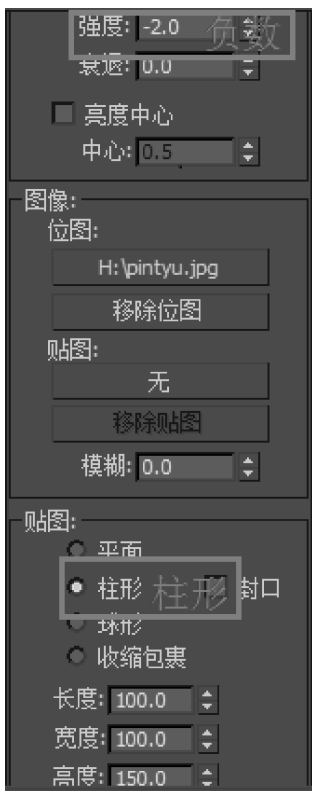 强度: -2.0 负数
衰退: 0.0
亮度中心
中心: 0.5
图像:
位图:
H:\pintyu.jpg
移除位图
贴图:
无
移除贴图
模糊: 0.0
贴图:
平面
柱形 柱形 封口
球形
收缩包裹
长度: 100.0
宽度: 100.0
高度: 150.0